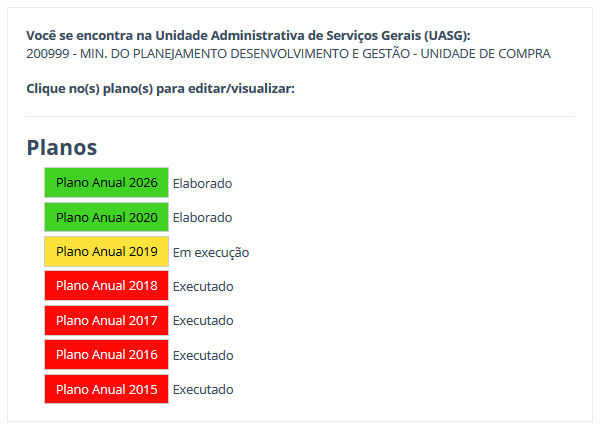 Você se encontra na Unidade Administrativa de Serviços Gerais (UASG):
200999 - MIN. DO PLANEJAMENTO DESENVOLVIMENTO E GESTÃO - UNIDADE DE COMPRA
Clique no(s) plano(s) para editar/visualizar:
Planos
Plano Anual 2026 Elaborado
Plano Anual 2020 Elaborado
Plano Anual 2019 Em execução
Plano Anual 2018 Executado
Plano Anual 2017 Executado
Plano Anual 2016 Executado
Plano Anual 2015 Executado